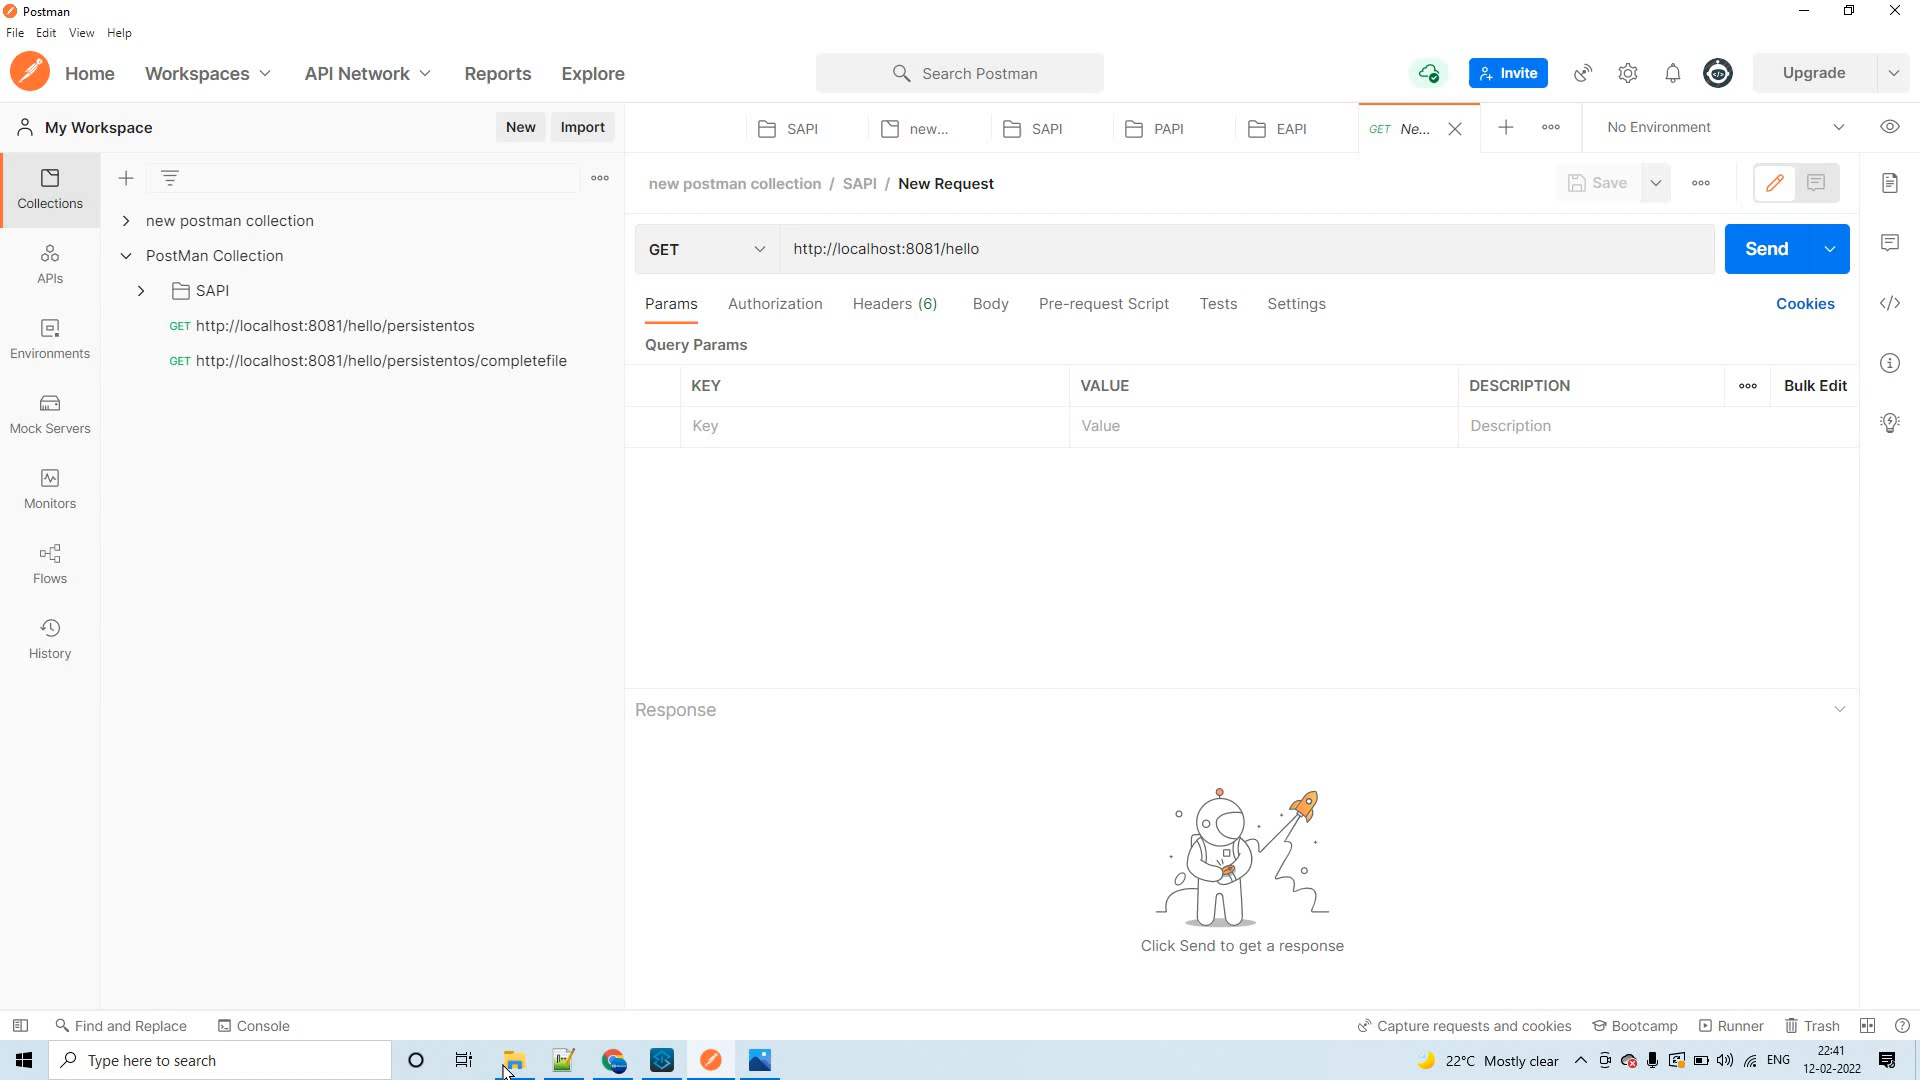 Postman
File Edit View Help
Home Workspaces API Network Reports Explore Search Postman Invite Upgrade
My Workspace New Import SAPI new... SAPI PAPI EAPI GET Ne... No Environment
new postman collection / SAPI / New Request Save
Collections
new postman collection
PostMan Collection
SAPI
GET http://localhost:8081/hello/persistentos
GET http://localhost:8081/hello/persistentos/completefile
APIs
Environments
Mock Servers
Monitors
Flows
History
GET http://localhost:8081/hello Send
Params Authorization Headers (6) Body Pre-request Script Tests Settings Cookies
Query Params
KEY VALUE DESCRIPTION Bulk Edit
Key Value Description
Response
Click Send to get a response
Find and Replace Console Capture requests and cookies Bootcamp Runner Trash
Type here to search 22°C Mostly clear ENG 22:41
12-02-2022